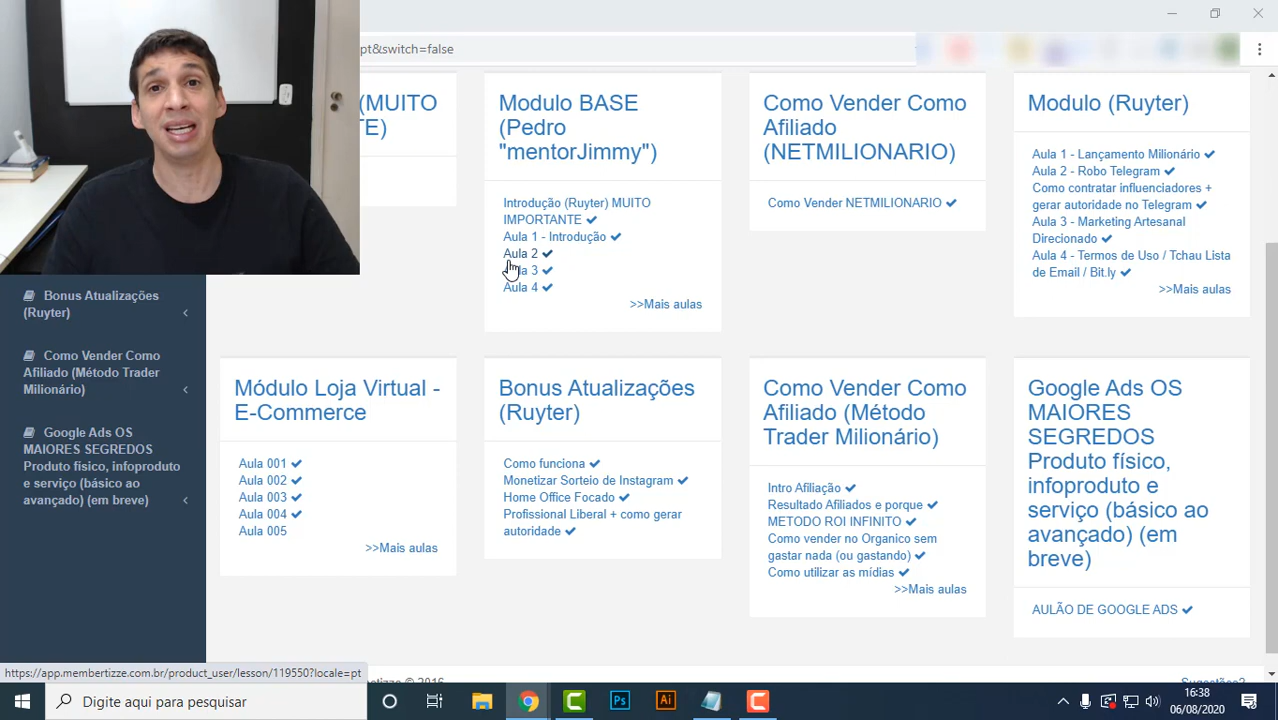 pt&switch=false
(MUITO
TE)
Modulo BASE
(Pedro
"mentorJimmy")
Introdução (Ruyter) MUITO
IMPORTANTE
Aula 1 - Introdução
Aula 2
la 3
Aula 4
>>Mais aulas
Como Vender Como
Afiliado
(NETMILIONARIO)
Como Vender NETMILIONARIO
Modulo (Ruyter)
Aula 1 - Lançamento Milionário
Aula 2 - Robo Telegram
Como contratar influenciadores +
gerar autoridade no Telegram
Aula 3 - Marketing Artesanal
Direcionado
Aula 4 - Termos de Uso / Tchau Lista
de Email / Bit.ly
>>Mais aulas
Bonus Atualizações
(Ruyter)
Como Vender Como
Afiliado (Método Trader
Milionário)
Google Ads OS
MAIORES SEGREDOS
Produto físico, infoproduto
e serviço (básico ao
avançado) (em breve)
Módulo Loja Virtual -
E-Commerce
Aula 001
Aula 002
Aula 003
Aula 004
Aula 005
>>Mais aulas
Bonus Atualizações
(Ruyter)
Como funciona
Monetizar Sorteio de Instagram
Home Office Focado
Profissional Liberal + como gerar
autoridade
Como Vender Como
Afiliado (Método
Trader Milionário)
Intro Afiliação
Resultado Afiliados e porque
METODO ROI INFINITO
Como vender no Organico sem
gastar nada (ou gastando)
Como utilizar as mídias
>>Mais aulas
Google Ads OS
MAIORES
SEGREDOS
Produto físico,
infoproduto e
serviço (básico ao
avançado) (em
breve)
AULÃO DE GOOGLE ADS
https://app.membertizze.com.br/product_user/lesson/119550?locale=pt
etizze © 2016
Sugestões?
Digite aqui para pesquisar
Ps
Ai
16:38
06/08/2020